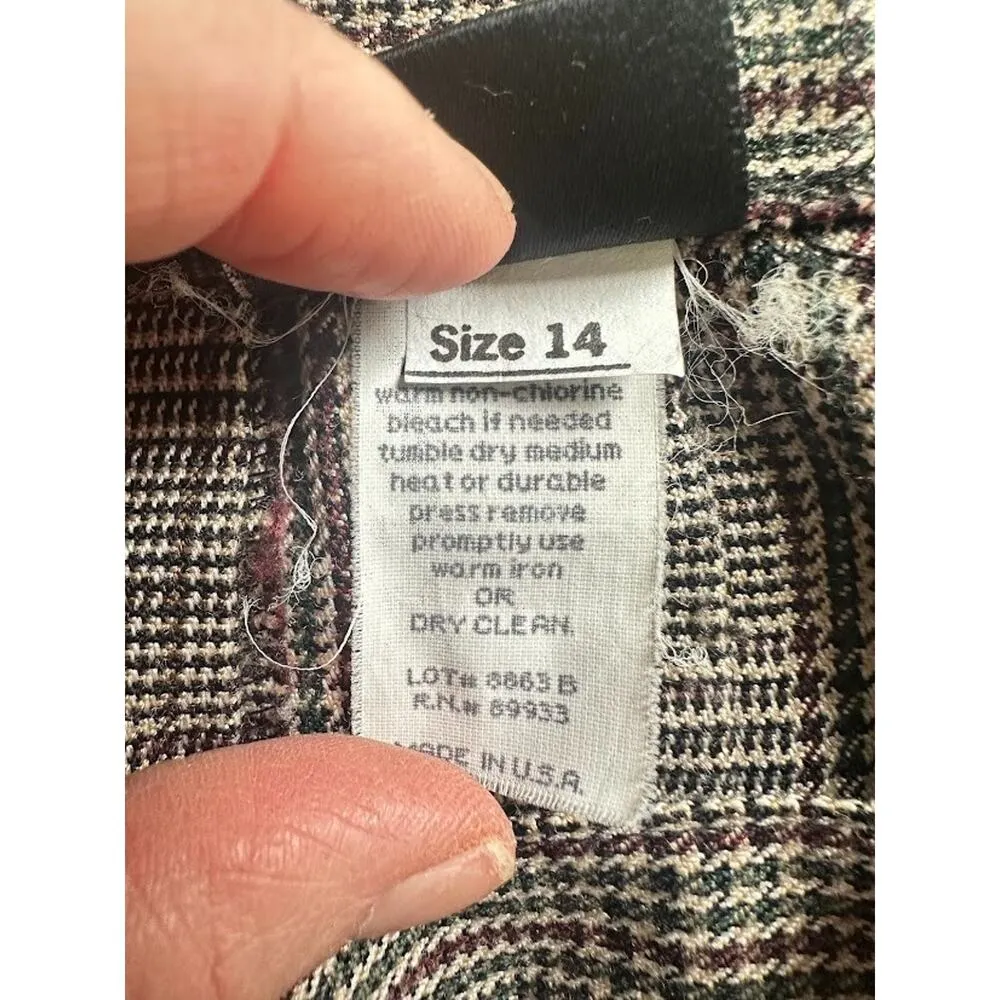 Size 14
warm non-chlorine
bleach if needed
tumble dry medium
heat or durable
press remove
promptly use
warm iron
OR
DRY CLEAN.
LOT# 8863 B
R.N.# 89933
MADE IN U.S.A.